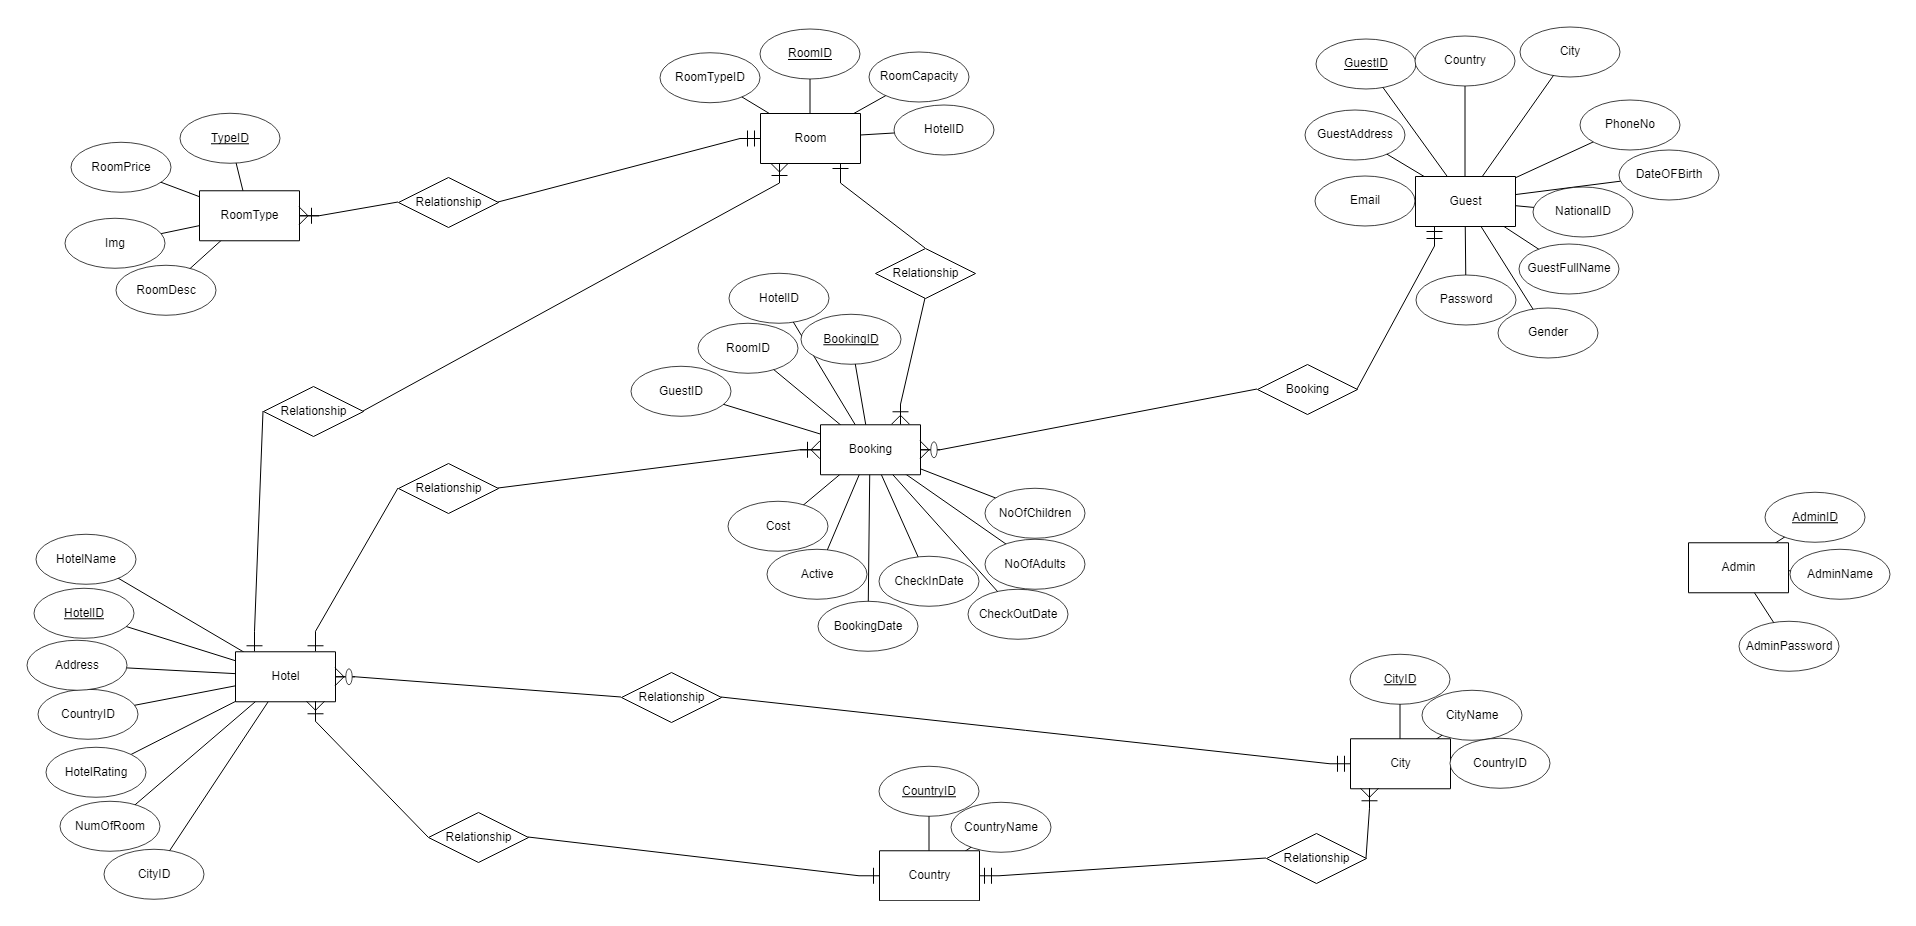 RoomID
RoomTypeID
RoomCapacity
Room
HotelID
TypeID
RoomPrice
RoomType
Img
RoomDesc
Relationship
GuestID
Country
City
GuestAddress
PhoneNo
DateOFBirth
Email
Guest
NationalID
GuestFullName
Password
Gender
Relationship
HotelID
RoomID
BookingID
GuestID
Booking
Relationship
Booking
Relationship
Cost
Active
BookingDate
CheckInDate
CheckOutDate
NoOfAdults
NoOfChildren
AdminID
Admin
AdminName
AdminPassword
HotelName
HotelID
Address
Hotel
CountryID
HotelRating
NumOfRoom
CityID
Relationship
CityID
CityName
City
CountryID
Relationship
CountryID
CountryName
Country
Relationship